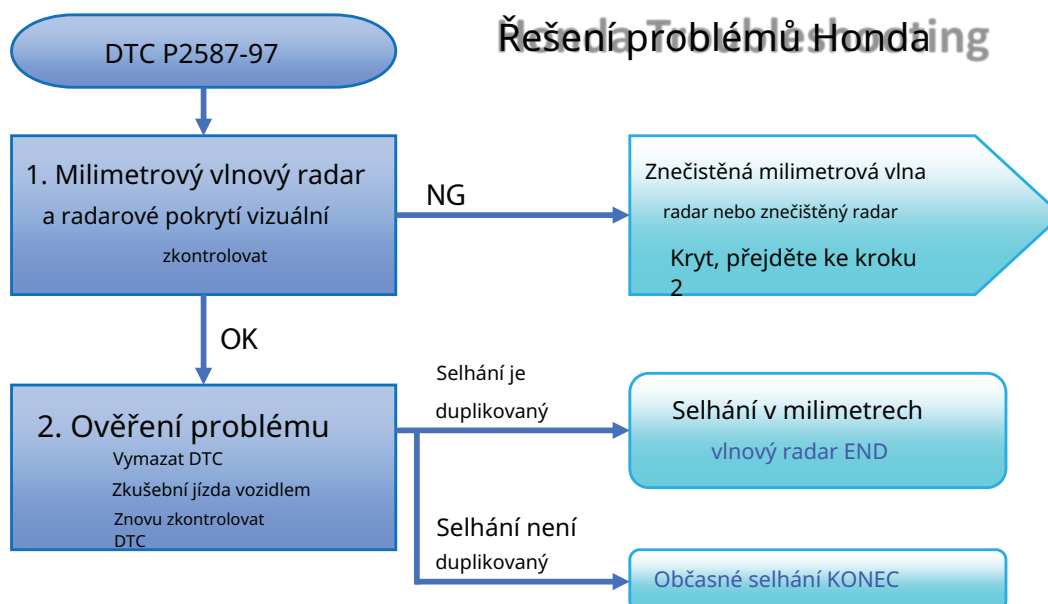 Řešení problémů Honda
Honda Troubleshooting
DTC P2587-97
1. Milimetrový vlnový radar
a radarové pokrytí vizuální
zkontrolovat
NG
Znečistěná milimetrová vlna
radar nebo znečištěný radar
Kryt, přejděte ke kroku
2
OK
2. Ověření problému
Vymazat DTC
Zkušební jízda vozidlem
Znovu zkontrolovat
DTC
Selhání je
duplikovaný
Selhání v milimetrech
vlnový radar END
Selhání není
duplikovaný
Občasné selhání KONEC